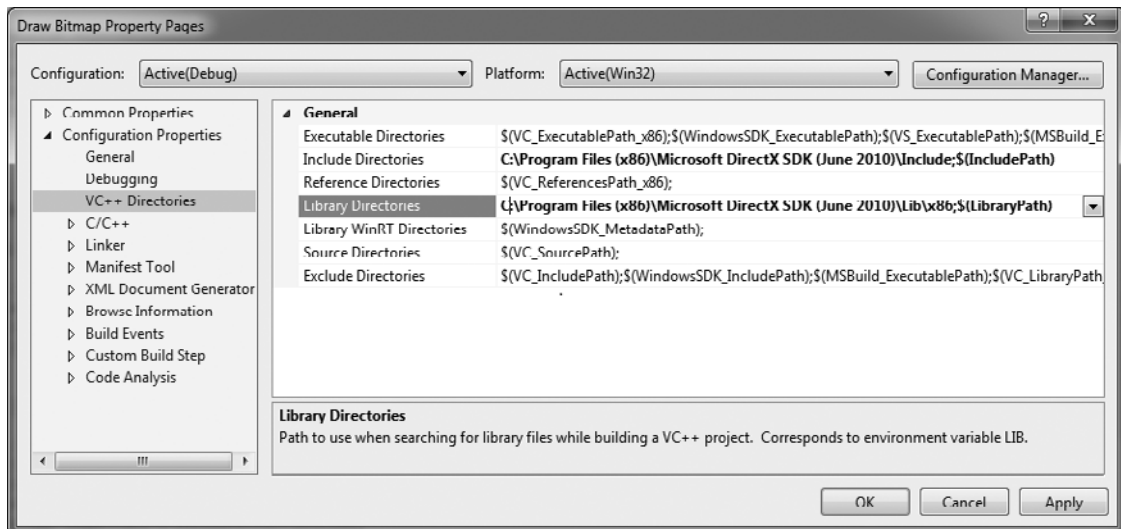 Draw Bitmap Property Pages
Configuration: Active(Debug) Platform: Active(Win32) Configuration Manager...
Common Properties
Configuration Properties
General
Debugging
VC++ Directories
C/C++
Linker
Manifest Tool
XML Document Generator
Browse Information
Build Events
Custom Build Step
Code Analysis
General
Executable Directories $(VC_ExecutablePath_x86);$(WindowsSDK_ExecutablePath);$(VS_ExecutablePath);$(MSBuild_E
Include Directories C:\Program Files (x86)\Microsoft DirectX SDK (June 2010)\Include;$(IncludePath)
Reference Directories $(VC_ReferencesPath_x86);
Library Directories C:\Program Files (x86)\Microsoft DirectX SDK (June 2010)\Lib\x86;$(LibraryPath)
Library WinRT Directories $(WindowsSDK_MetadataPath);
Source Directories $(VC_SourcePath);
Exclude Directories $(VC_IncludePath);$(WindowsSDK_IncludePath);$(MSBuild_ExecutablePath);$(VC_LibraryPath_
Library Directories
Path to use when searching for library files while building a VC++ project. Corresponds to environment variable LIB.
OK Cancel Apply